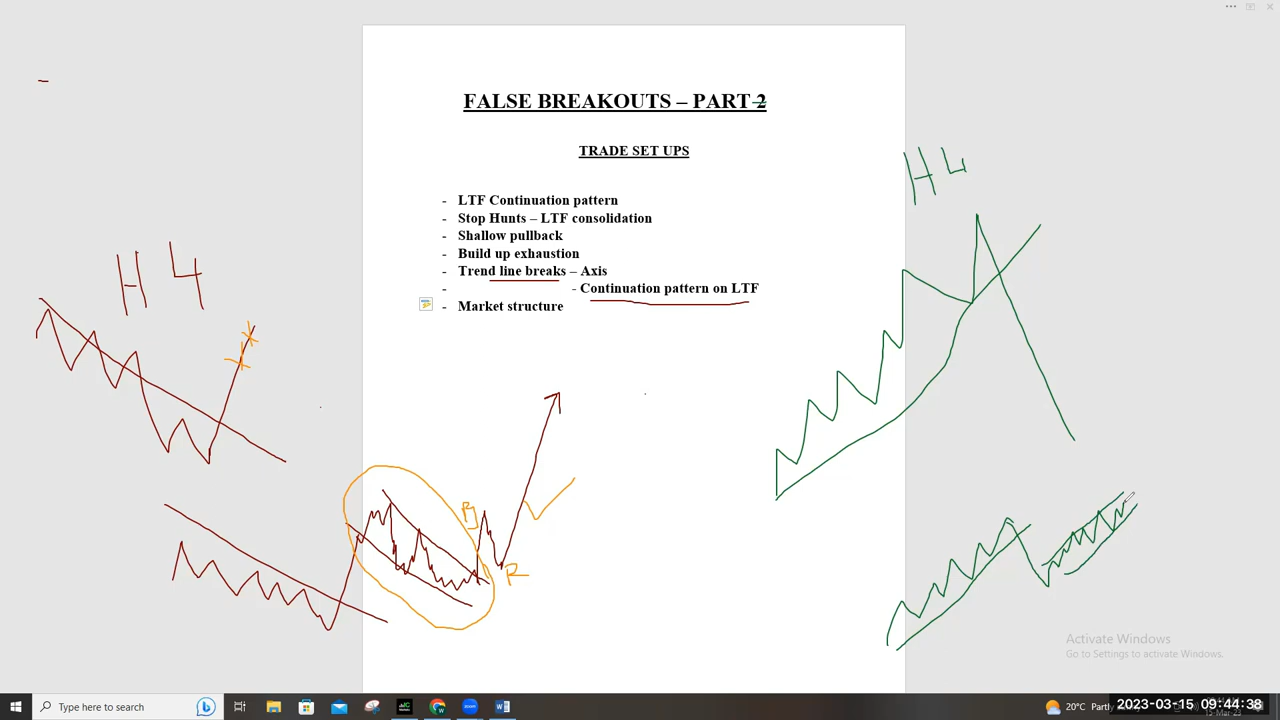 FALSE BREAKOUTS – PART 2
TRADE SET UPS
- LTF Continuation pattern
- Stop Hunts – LTF consolidation
- Shallow pullback
- Build up exhaustion
- Trend line breaks – Axis
- - Continuation pattern on LTF
- Market structure
H4
H4
B
R
Activate Windows
Go to Settings to activate Windows.
Type here to search
20°C Partly
2023-03-15 09:44:38